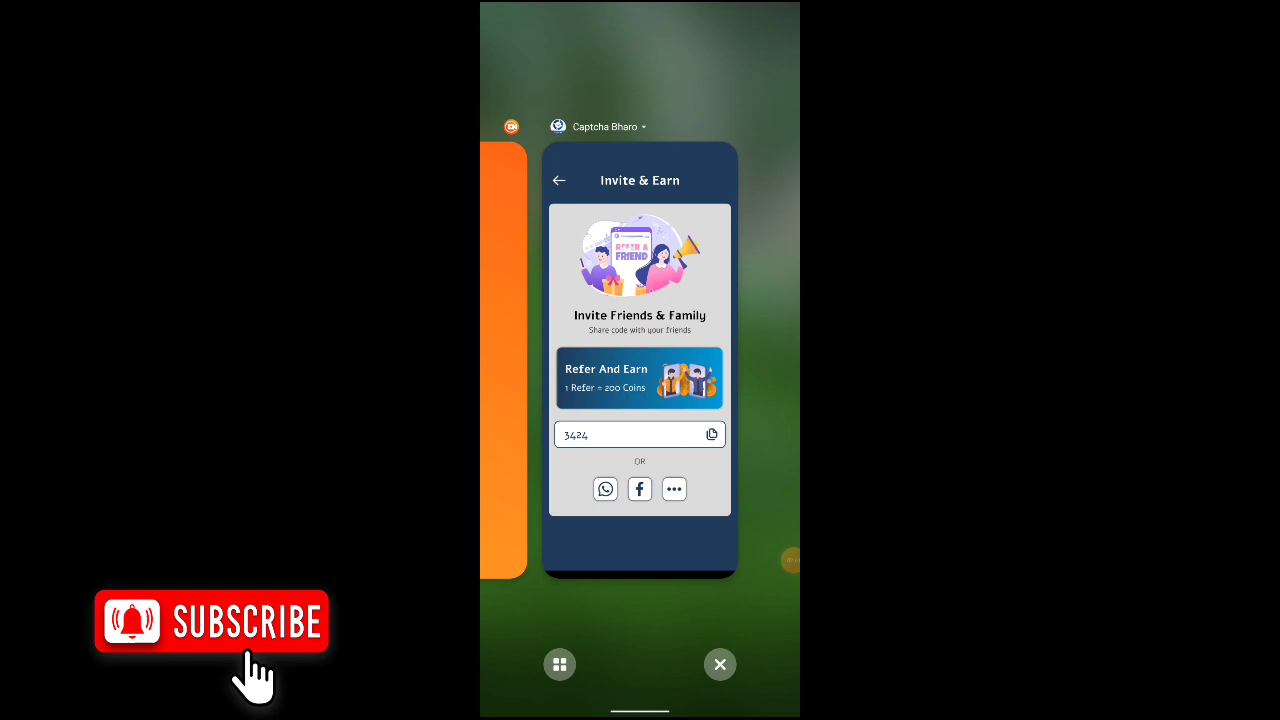 Captcha Bharo
Invite & Earn
REFER A
FRIEND
Invite Friends & Family
Share code with your friends
Refer And Earn
1 Refer = 200 Coins
3424
OR
SUBSCRIBE